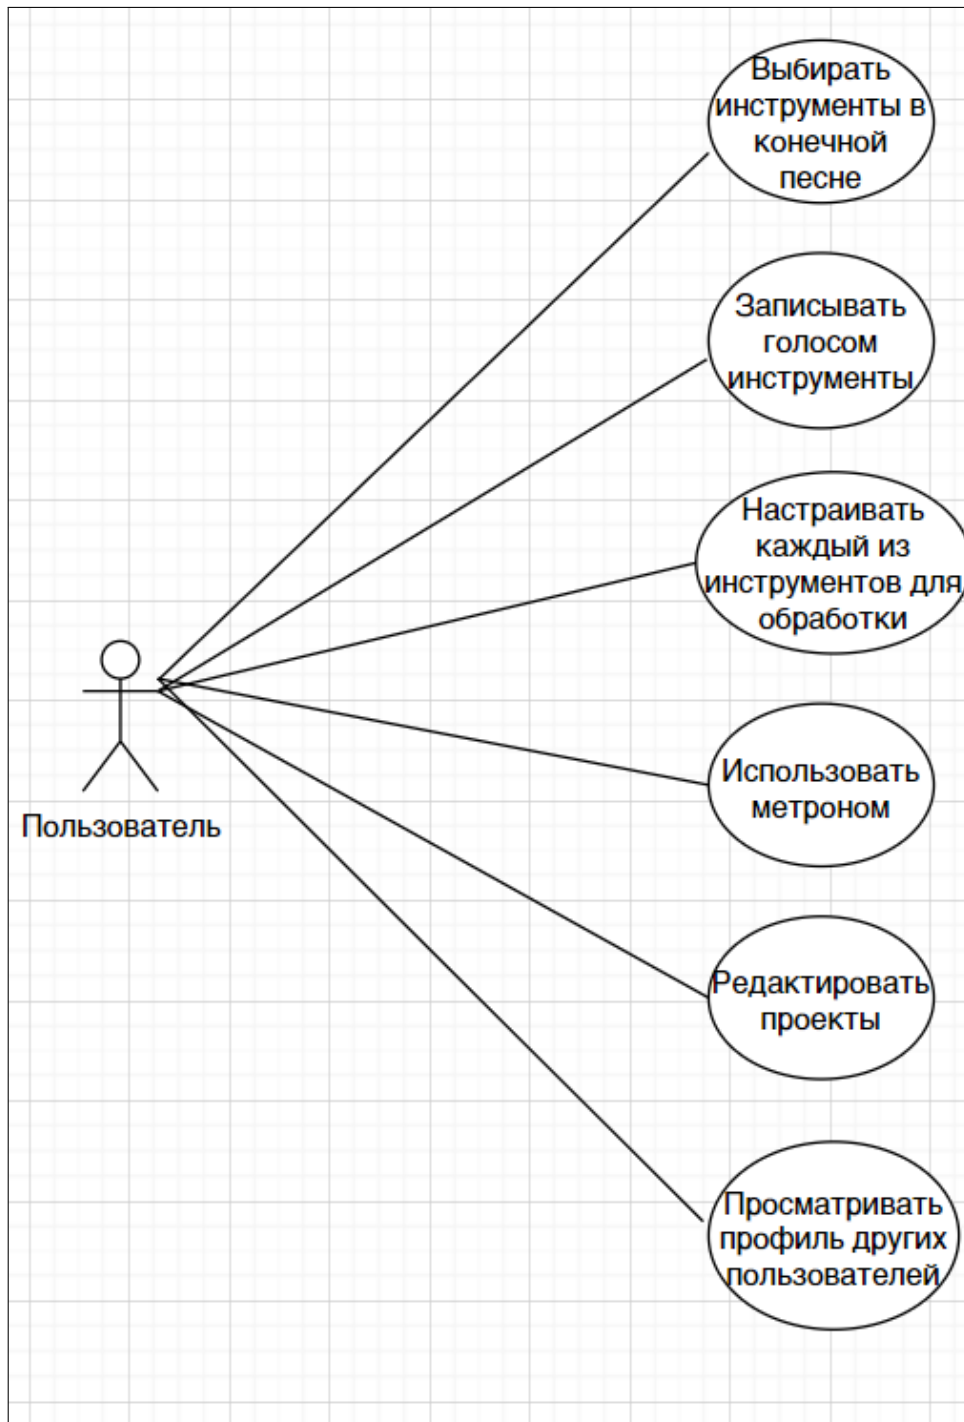 Выбирать
инструменты в
конечной
песне
Записывать
голосом
инструменты
Настраивать
каждый из
инструментов для
обработки
Пользователь
Использовать
метроном
Редактировать
проекты
Просматривать
профиль других
пользователей